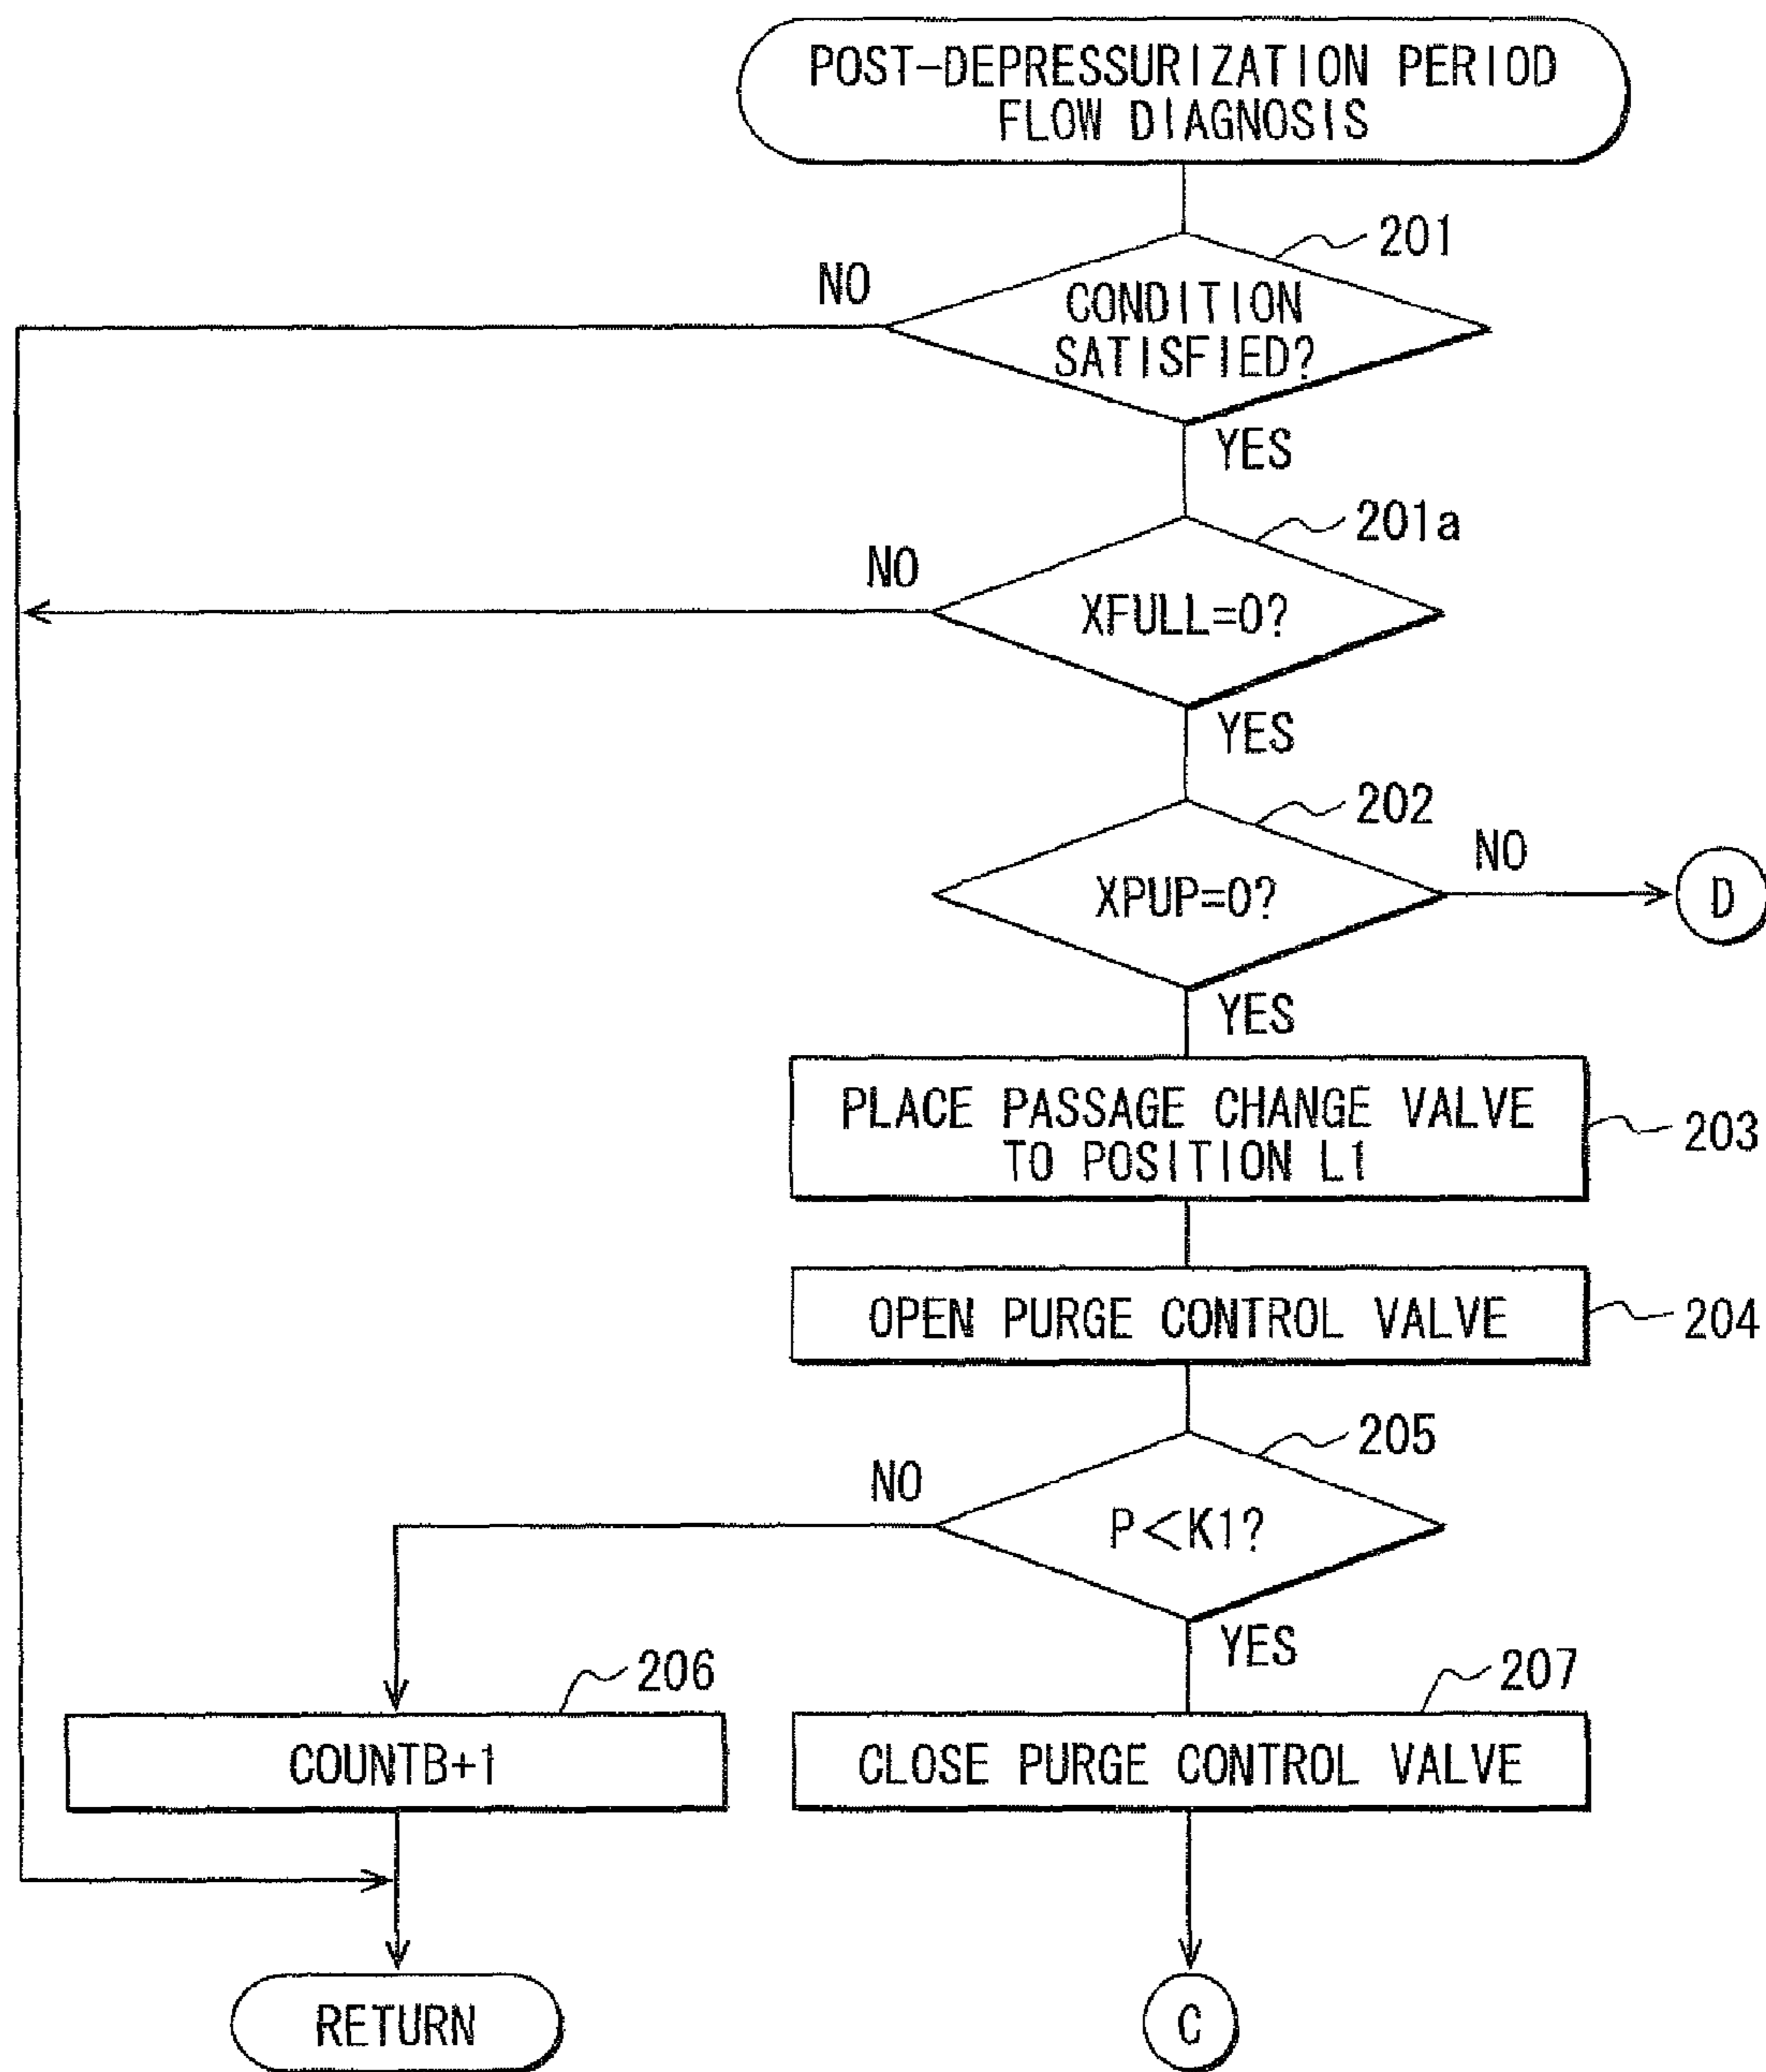 POST-DEPRESSURIZATION PERIOD
FLOW DIAGNOSIS
201
NO
CONDITION
SATISFIED?
YES
201a
NO
XFULL=0?
YES
202
NO
XPUP=0?
D
YES
PLACE PASSAGE CHANGE VALVE
TO POSITION L1
203
OPEN PURGE CONTROL VALVE
204
205
NO
P<K1?
YES
206
207
COUNTB+1
CLOSE PURGE CONTROL VALVE
RETURN
C